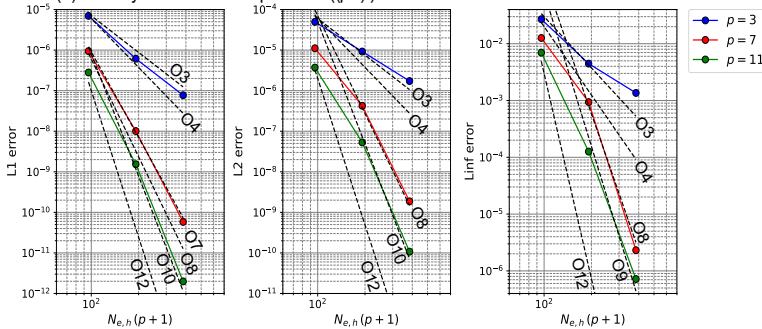 10⁻⁵
10⁻⁶
10⁻⁷
10⁻⁸
10⁻⁹
10⁻¹⁰
10⁻¹¹
10⁻¹²
L1 error
O3
O4
O7
O8
O10
O12
10²
N_{e,h}(p+1)
10⁻⁴
10⁻⁵
10⁻⁶
10⁻⁷
10⁻⁸
10⁻⁹
10⁻¹⁰
10⁻¹¹
L2 error
O3
O4
O8
O10
O12
10²
N_{e,h}(p+1)
10⁻²
10⁻³
10⁻⁴
10⁻⁵
10⁻⁶
Linf error
O3
O4
O8
O9
O12
10²
N_{e,h}(p+1)
p = 3
p = 7
p = 11